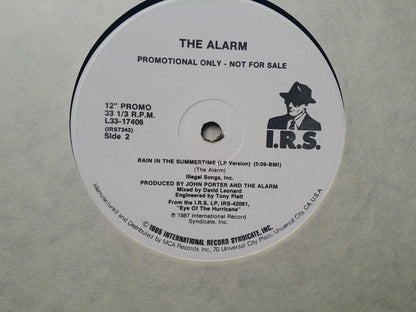 THE ALARM
PROMOTIONAL ONLY - NOT FOR SALE
12" PROMO
33 1/3 R.P.M.
L33-17406
(IRS7343)
Side 2
I.R.S.
RAIN IN THE SUMMERTIME (LP Version) (5:09-BMI)
(The Alarm)
Illegal Songs, Inc.
PRODUCED BY JOHN PORTER AND THE ALARM
Mixed by David Leonard
Engineered by Tony Platt
From the I.R.S. LP, IRS-42061,
"Eye Of The Hurricane"
℗ 1987 International Record
Syndicate, Inc.
© 1985 INTERNATIONAL RECORD SYNDICATE, INC.
Manufactured and Distributed by MCA Records, Inc. 70 Universal City Plaza, Universal City, CA. U.S.A.